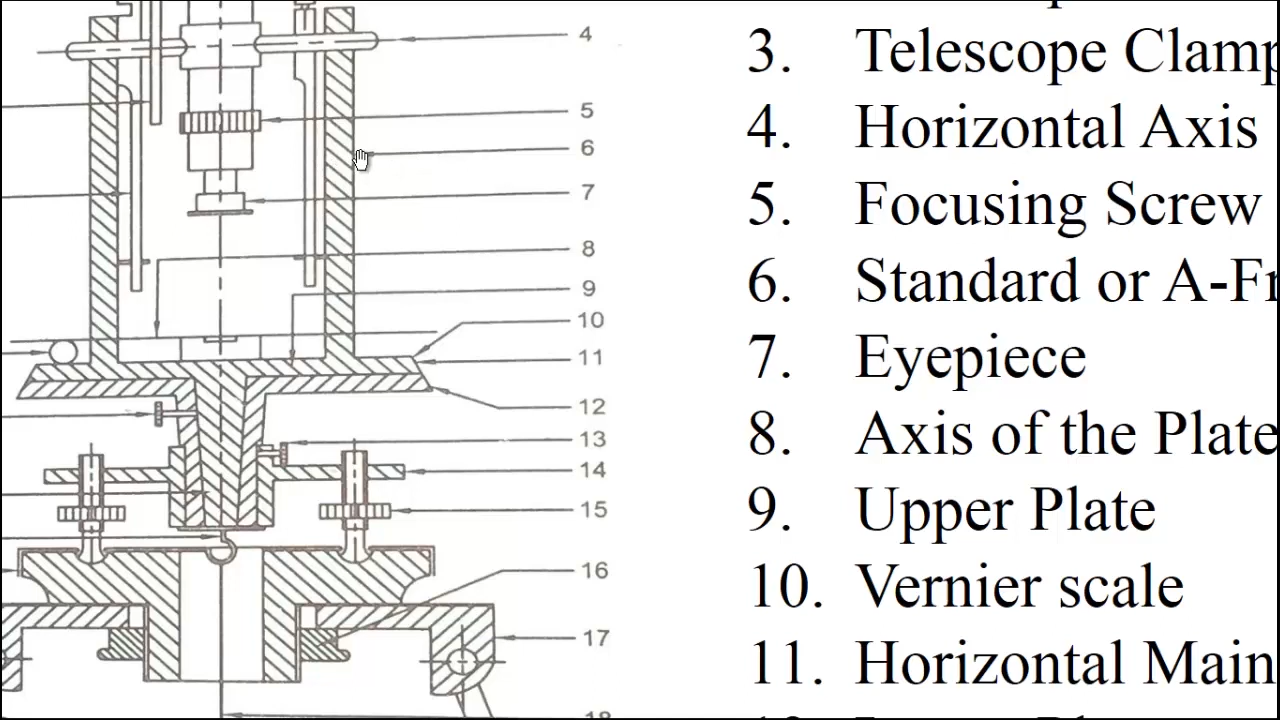 4
5
6
7
8
9
10
11
12
13
14
15
16
17
18
3. Telescope Clamp
4. Horizontal Axis
5. Focusing Screw
6. Standard or A-Fr
7. Eyepiece
8. Axis of the Plate
9. Upper Plate
10. Vernier scale
11. Horizontal Main